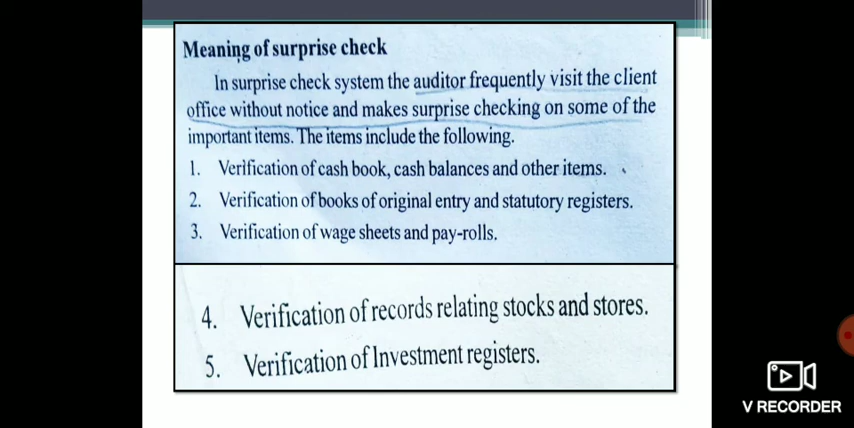 Meaning of surprise check
In surprise check system the auditor frequently visit the client
office without notice and makes surprise checking on some of the
important items. The items include the following.
1. Verification of cash book, cash balances and other items.
2. Verification of books of original entry and statutory registers.
3. Verification of wage sheets and pay-rolls.
4. Verification of records relating stocks and stores.
5. Verification of Investment registers.
V RECORDER